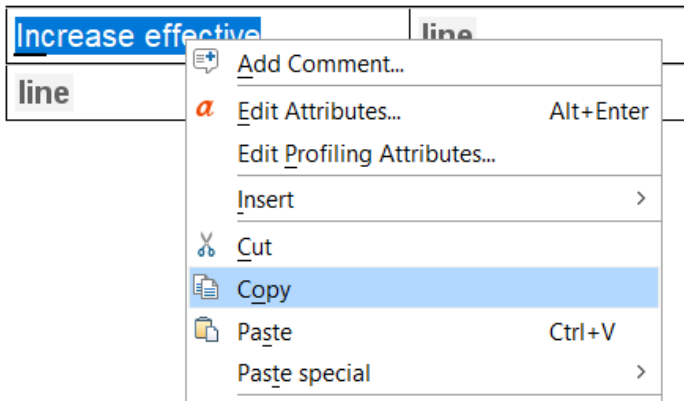 Increase effective
line
line
Add Comment...
Edit Attributes... Alt+Enter
Edit Profiling Attributes...
Insert
Cut
Copy
Paste Ctrl+V
Paste special